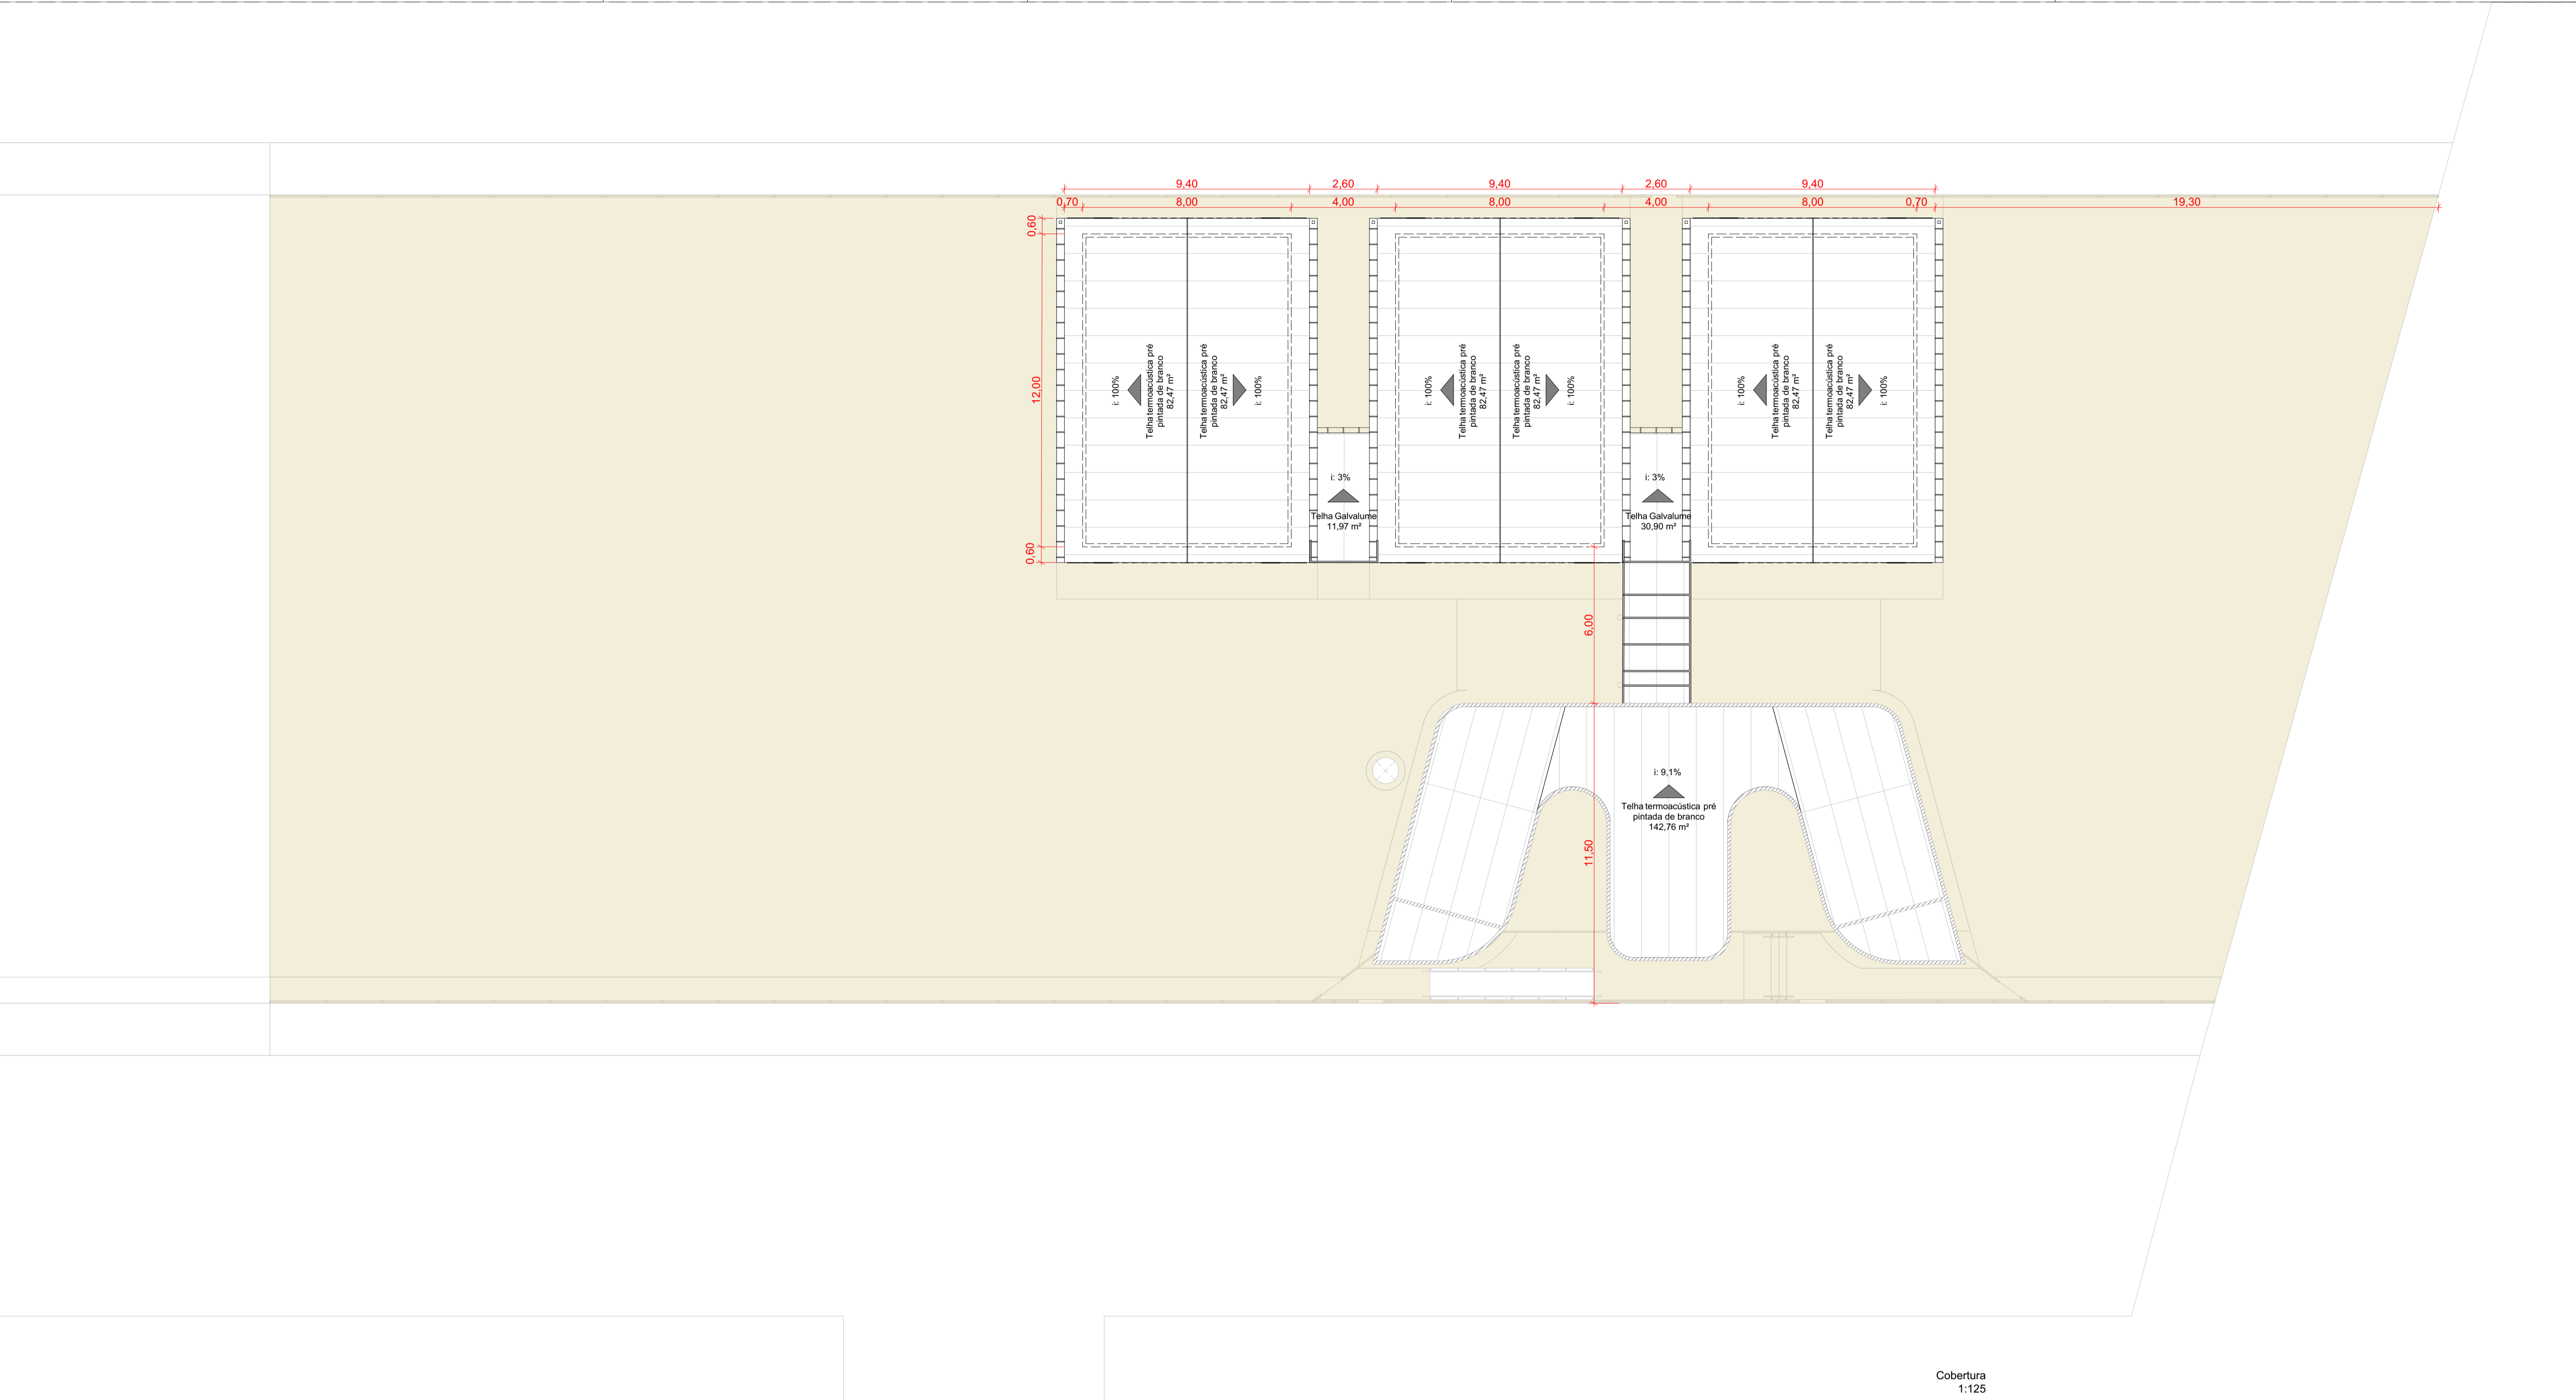 9,40
2,60
9,40
2,60
9,40
0,70
8,00
4,00
8,00
4,00
8,00
0,70
19,30
0,60
12,00
0,60
i: 100%
Telha termoacústica pré
pintada de branco
82,47 m²
Telha termoacústica pré
pintada de branco
82,47 m²
i: 100%
i: 100%
Telha termoacústica pré
pintada de branco
82,47 m²
Telha termoacústica pré
pintada de branco
82,47 m²
i: 100%
i: 100%
Telha termoacústica pré
pintada de branco
82,47 m²
Telha termoacústica pré
pintada de branco
82,47 m²
i: 100%
i: 3%
Telha Galvalume
11,97 m²
i: 3%
Telha Galvalume
30,90 m²
6,00
i: 9,1%
Telha termoacústica pré
pintada de branco
142,76 m²
11,50
Cobertura
1:125